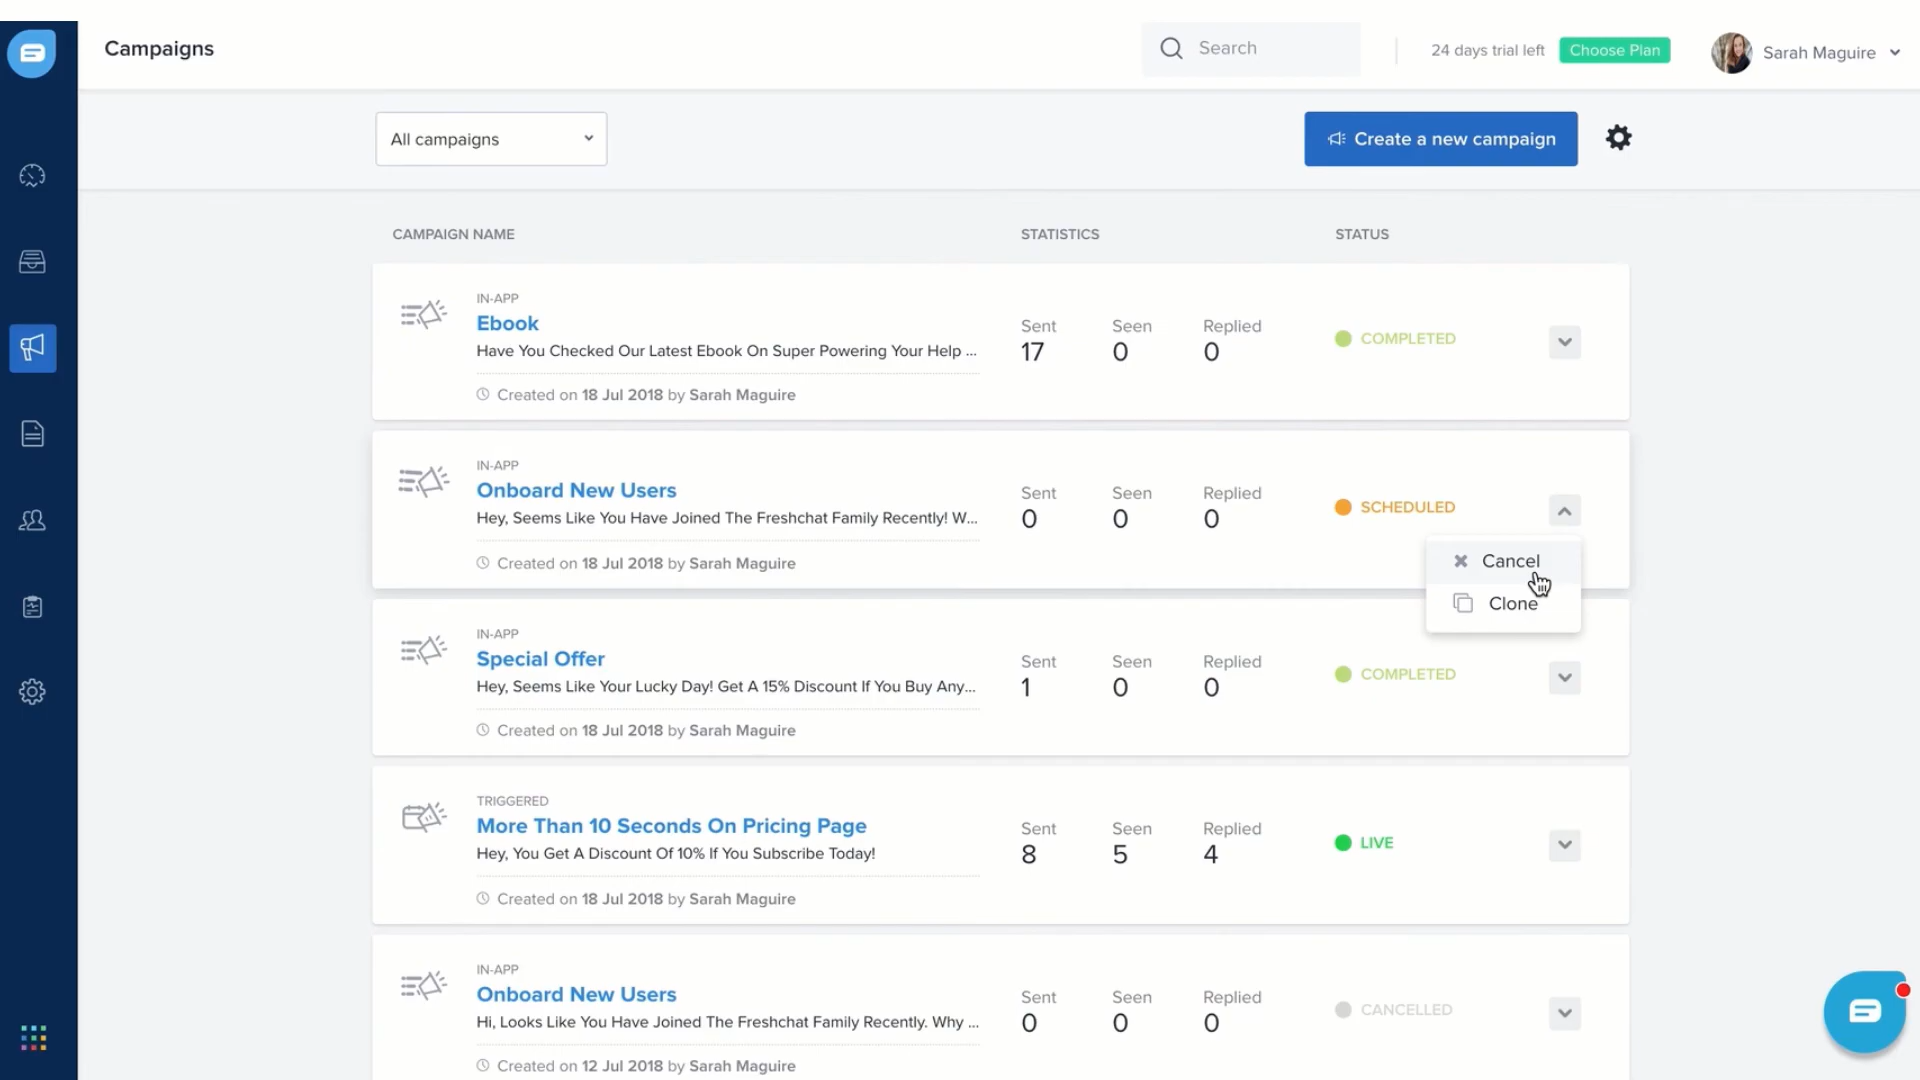 Campaigns
Search
24 days trial left
Choose Plan
Sarah Maguire
All campaigns
Create a new campaign
CAMPAIGN NAME
STATISTICS
STATUS
IN-APP
Ebook
Have You Checked Our Latest Ebook On Super Powering Your Help ...
Created on 18 Jul 2018 by Sarah Maguire
Sent
17
Seen
0
Replied
0
COMPLETED
IN-APP
Onboard New Users
Hey, Seems Like You Have Joined The Freshchat Family Recently! W...
Created on 18 Jul 2018 by Sarah Maguire
Sent
0
Seen
0
Replied
0
SCHEDULED
Cancel
Clone
IN-APP
Special Offer
Hey, Seems Like Your Lucky Day! Get A 15% Discount If You Buy Any...
Created on 18 Jul 2018 by Sarah Maguire
Sent
1
Seen
0
Replied
0
COMPLETED
TRIGGERED
More Than 10 Seconds On Pricing Page
Hey, You Get A Discount Of 10% If You Subscribe Today!
Created on 18 Jul 2018 by Sarah Maguire
Sent
8
Seen
5
Replied
4
LIVE
IN-APP
Onboard New Users
Hi, Looks Like You Have Joined The Freshchat Family Recently. Why ...
Created on 12 Jul 2018 by Sarah Maguire
Sent
0
Seen
0
Replied
0
CANCELLED